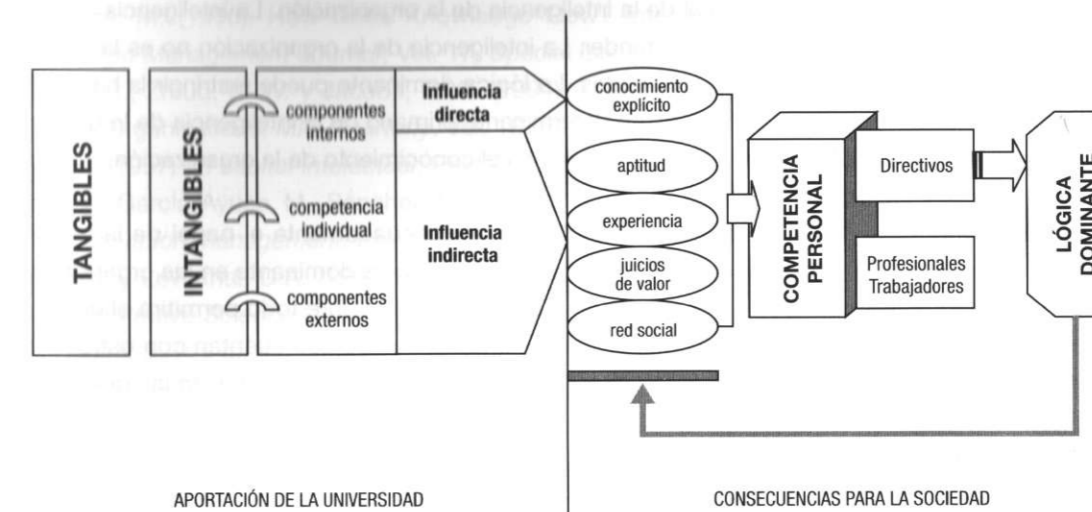 TANGIBLES
INTANGIBLES
componentes
internos
competencia
individual
componentes
externos
Influencia
directa
Influencia
indirecta
conocimiento
explícito
aptitud
experiencia
juicios
de valor
red social
COMPETENCIA
PERSONAL
Directivos
Profesionales
Trabajadores
LÓGICA
DOMINANTE
APORTACIÓN DE LA UNIVERSIDAD
CONSECUENCIAS PARA LA SOCIEDAD